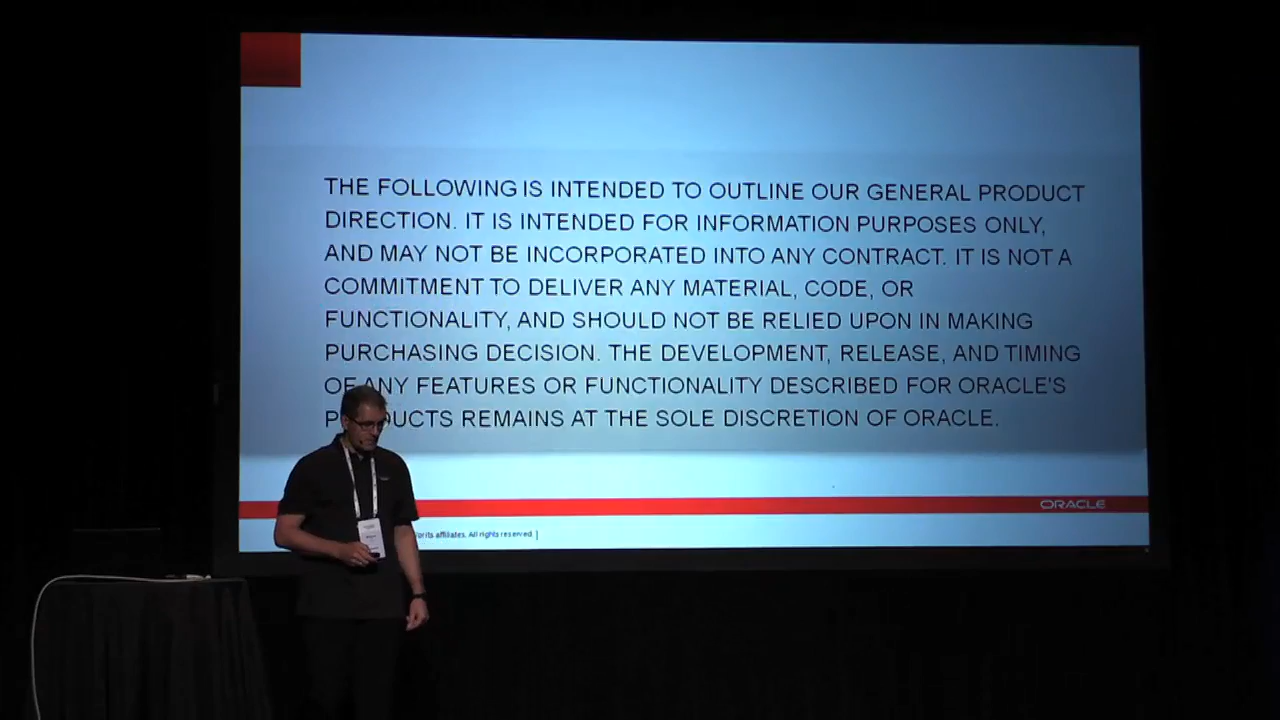 THE FOLLOWING IS INTENDED TO OUTLINE OUR GENERAL PRODUCT
DIRECTION. IT IS INTENDED FOR INFORMATION PURPOSES ONLY,
AND MAY NOT BE INCORPORATED INTO ANY CONTRACT. IT IS NOT A
COMMITMENT TO DELIVER ANY MATERIAL, CODE, OR
FUNCTIONALITY, AND SHOULD NOT BE RELIED UPON IN MAKING
PURCHASING DECISION. THE DEVELOPMENT, RELEASE, AND TIMING
OF ANY FEATURES OR FUNCTIONALITY DESCRIBED FOR ORACLE'S
PRODUCTS REMAINS AT THE SOLE DISCRETION OF ORACLE.
ORACLE
its affiliates. All rights reserved. |